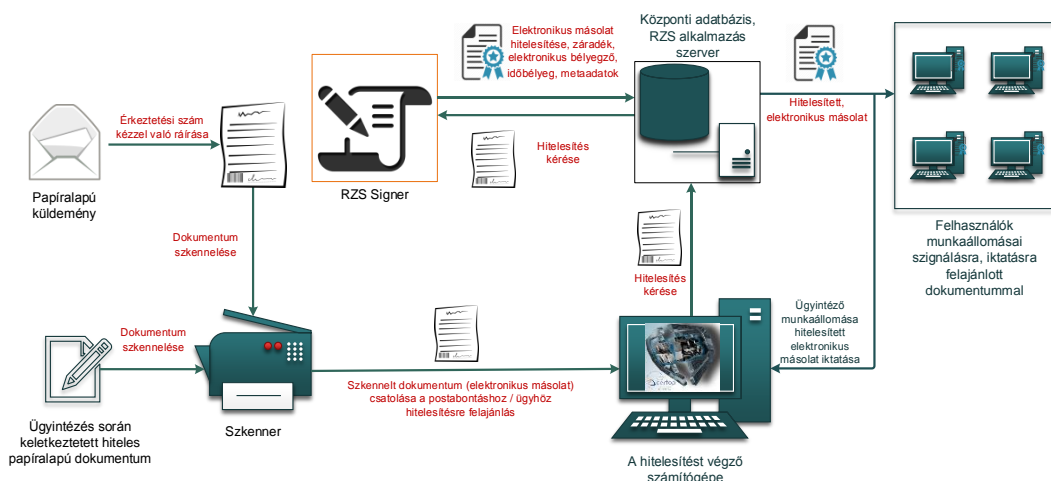 Elektronikus másolat
hitelesítése, záradék,
elektronikus bélyegző,
időbélyeg, metaadatok
Központi adatbázis,
RZS alkalmazás
szerver
Érkeztetési szám
kézzel való ráírása
Hitelesítés
kérése
Hitelesített,
elektronikus másolat
Papíralapú
küldemény
RZS Signer
Dokumentum
szkennelése
Felhasználók
munkaállomásai
szignálásra, iktatásra
felajánlott
dokumentummal
Hitelesítés
kérése
Ügyintéző
munkaállomása
hitelesített
elektronikus
másolat iktatása
Dokumentum
szkennelése
Szkennelt dokumentum (elektronikus másolat)
csatolása a postabontáshoz / ügyhöz
hitelesítésre felajánlás
Ügyintézés során
keletkeztetett hiteles
papíralapú dokumentum
Szkenner
A hitelesítést végző
számítógépe